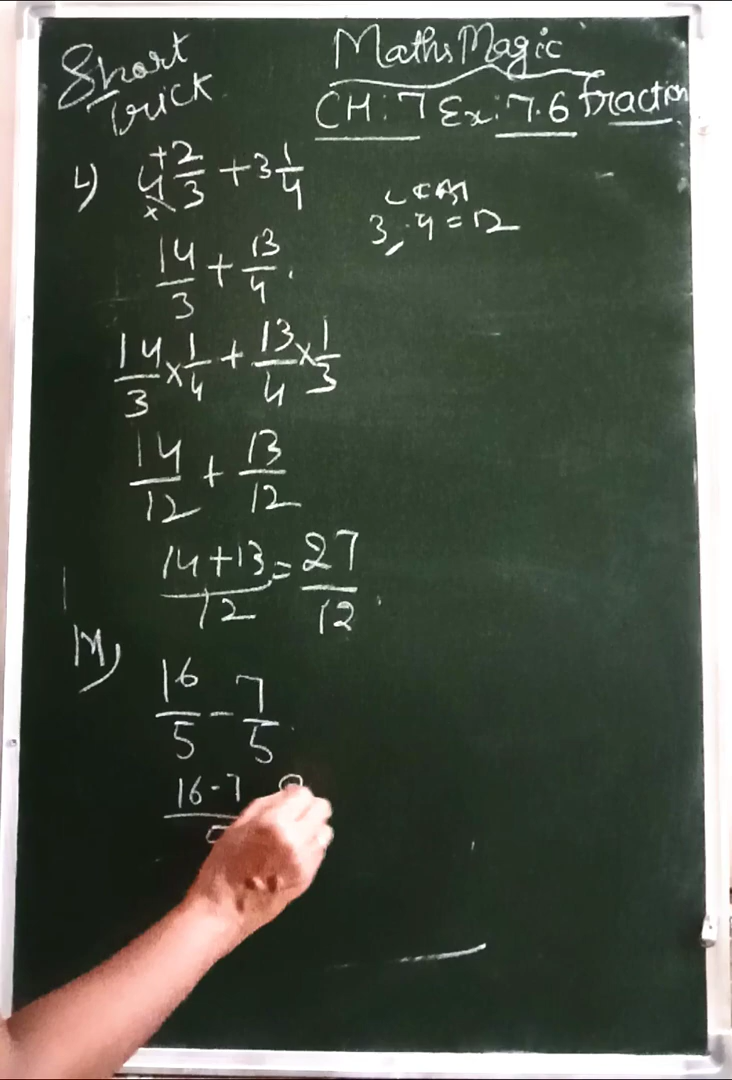 Short trick
Maths Magic
CH: 7 Ex: 7.6 fraction
L) 4 2/3 + 3 1/4
LCM
3, 4 = 12
14/3 + 13/4
14/3 × 1/4 + 13/4 × 1/3
14/12 + 13/12
14+13/12 = 27/12
M)
16/5 - 7/5
16-7